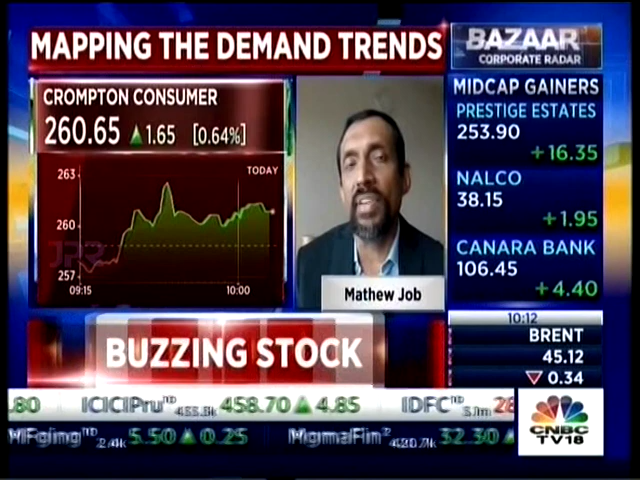 MAPPING THE DEMAND TRENDS
BAZAAR
CORPORATE RADAR
CROMPTON CONSUMER
260.65 ▲ 1.65 [0.64%]
TODAY
263
260
257
09:15 10:00
Mathew Job
MIDCAP GAINERS
PRESTIGE ESTATES
253.90
+16.35
NALCO
38.15
+1.95
CANARA BANK
106.45
+4.40
10:12
BRENT
45.12
▽ 0.34
BUZZING STOCK
.80 ICICIPru 458.70 ▲ 4.85 IDFC
5.50 ▲ 0.25 32.30
CNBC
TV18